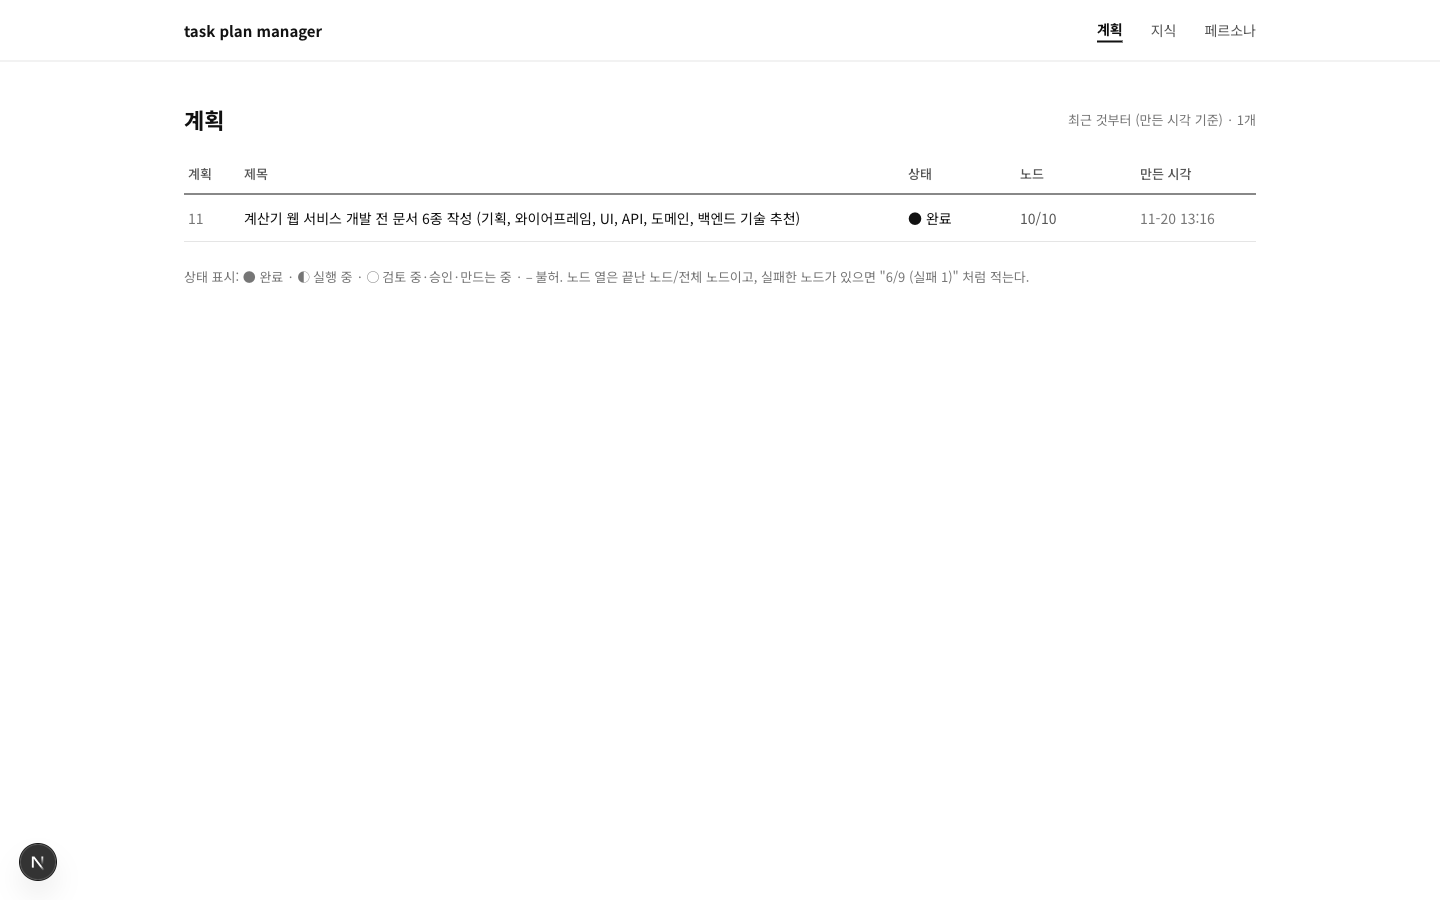 task plan manager
계획 지식 페르소나
계획
최근 것부터 (만든 시각 기준) · 1개
계획 제목 상태 노드 만든 시각
11 계산기 웹 서비스 개발 전 문서 6종 작성 (기획, 와이어프레임, UI, API, 도메인, 백엔드 기술 추천) ● 완료 10/10 11-20 13:16
상태 표시: ● 완료 · ◐ 실행 중 · ○ 검토 중·승인·만드는 중 · – 불허. 노드 열은 끝난 노드/전체 노드이고, 실패한 노드가 있으면 "6/9 (실패 1)" 처럼 적는다.
N